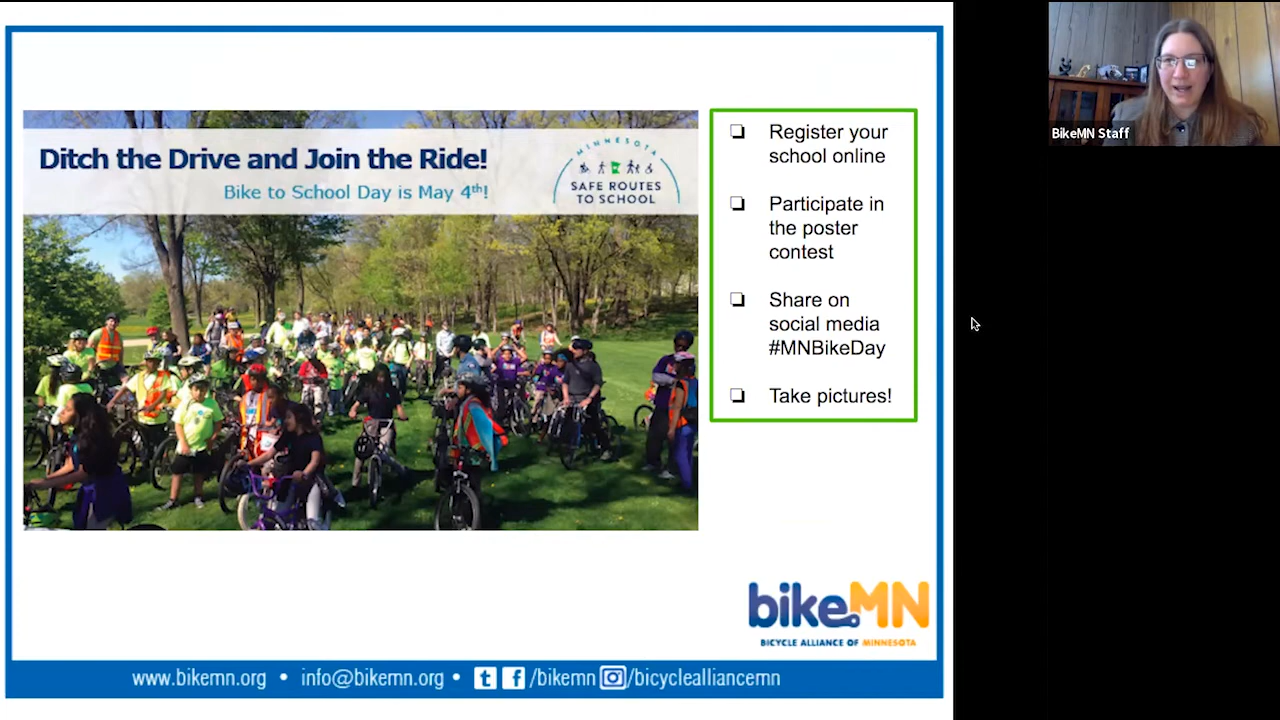 Ditch the Drive and Join the Ride!
Bike to School Day is May 4th!
MINNESOTA
SAFE ROUTES
TO SCHOOL
❏ Register your
school online
❏ Participate in
the poster
contest
❏ Share on
social media
#MNBikeDay
❏ Take pictures!
BikeMN Staff
bikeMN
BICYCLE ALLIANCE OF MINNESOTA
www.bikemn.org • info@bikemn.org • t f /bikemn /bicyclealliancemn